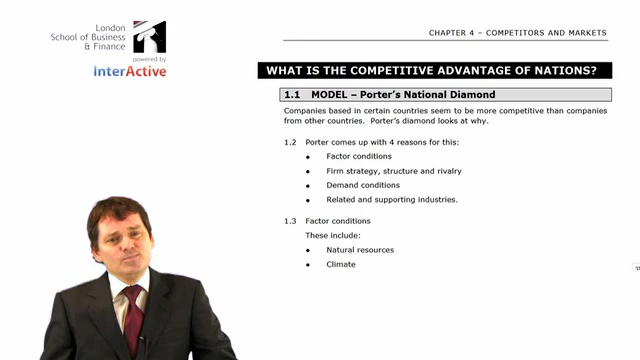 London
School of Business
& Finance
powered by
InterActive
CHAPTER 4 – COMPETITORS AND MARKETS
WHAT IS THE COMPETITIVE ADVANTAGE OF NATIONS?
1.1 MODEL – Porter's National Diamond
Companies based in certain countries seem to be more competitive than companies
from other countries. Porter's diamond looks at why.
1.2 Porter comes up with 4 reasons for this:
• Factor conditions
• Firm strategy, structure and rivalry
• Demand conditions
• Related and supporting industries.
1.3 Factor conditions
These include:
• Natural resources
• Climate